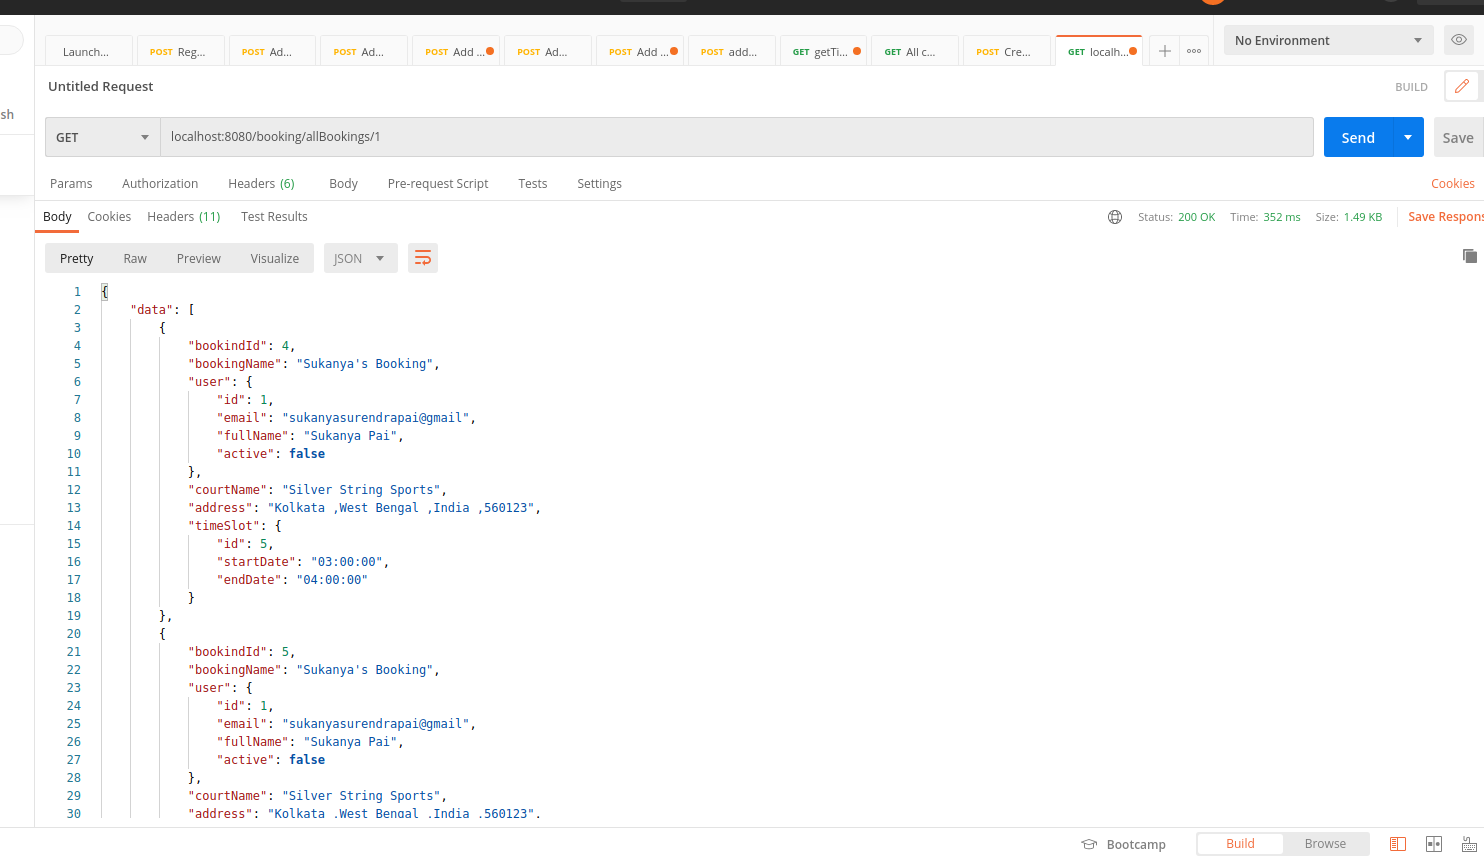 Launch...
POST Reg...
POST Ad...
POST Ad...
POST Add ...
POST Ad...
POST Add ...
POST add...
GET getTi...
GET All c...
POST Cre...
GET localh...
No Environment
Untitled Request
BUILD
sh
GET
localhost:8080/booking/allBookings/1
Send
Save
Params Authorization Headers (6) Body Pre-request Script Tests Settings
Cookies
Body Cookies Headers (11) Test Results
Status: 200 OK Time: 352 ms Size: 1.49 KB Save Respons
Pretty Raw Preview Visualize JSON
1 {
2 "data": [
3 {
4 "bookindId": 4,
5 "bookingName": "Sukanya's Booking",
6 "user": {
7 "id": 1,
8 "email": "sukanyasurendrapai@gmail",
9 "fullName": "Sukanya Pai",
10 "active": false
11 },
12 "courtName": "Silver String Sports",
13 "address": "Kolkata ,West Bengal ,India ,560123",
14 "timeSlot": {
15 "id": 5,
16 "startDate": "03:00:00",
17 "endDate": "04:00:00"
18 }
19 },
20 {
21 "bookindId": 5,
22 "bookingName": "Sukanya's Booking",
23 "user": {
24 "id": 1,
25 "email": "sukanyasurendrapai@gmail",
26 "fullName": "Sukanya Pai",
27 "active": false
28 },
29 "courtName": "Silver String Sports",
30 "address": "Kolkata ,West Bengal ,India ,560123",
Bootcamp
Build Browse